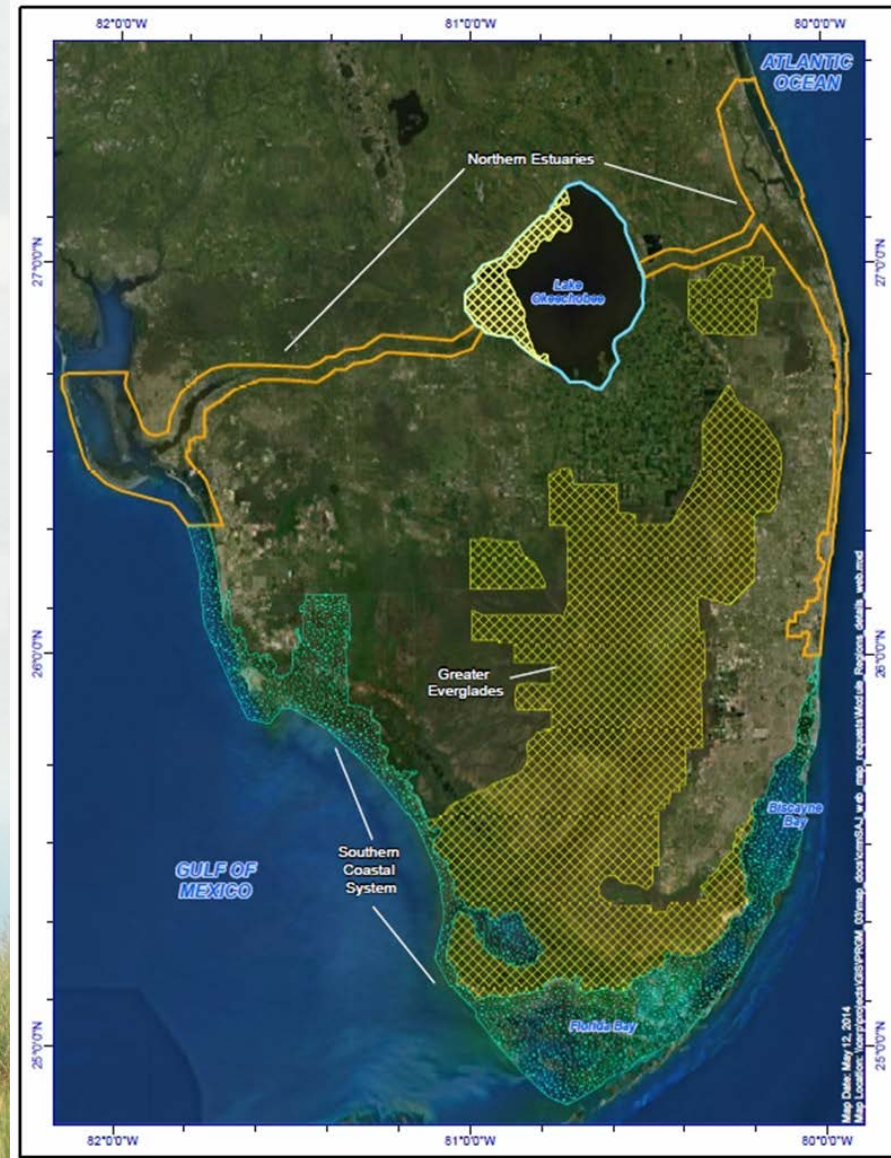 82°0'0"W
81°0'0"W
80°0'0"W
ATLANTIC
OCEAN
Northern Estuaries
27°0'0"N
27°0'0"N
Lake
Okeechobee
26°0'0"N
26°0'0"N
Greater
Everglades
Biscayne
Bay
Southern
Coastal
System
GULF OF
MEXICO
Florida Bay
25°0'0"N
25°0'0"N
82°0'0"W
81°0'0"W
80°0'0"W
Map Date: May 12, 2014
Map Location: